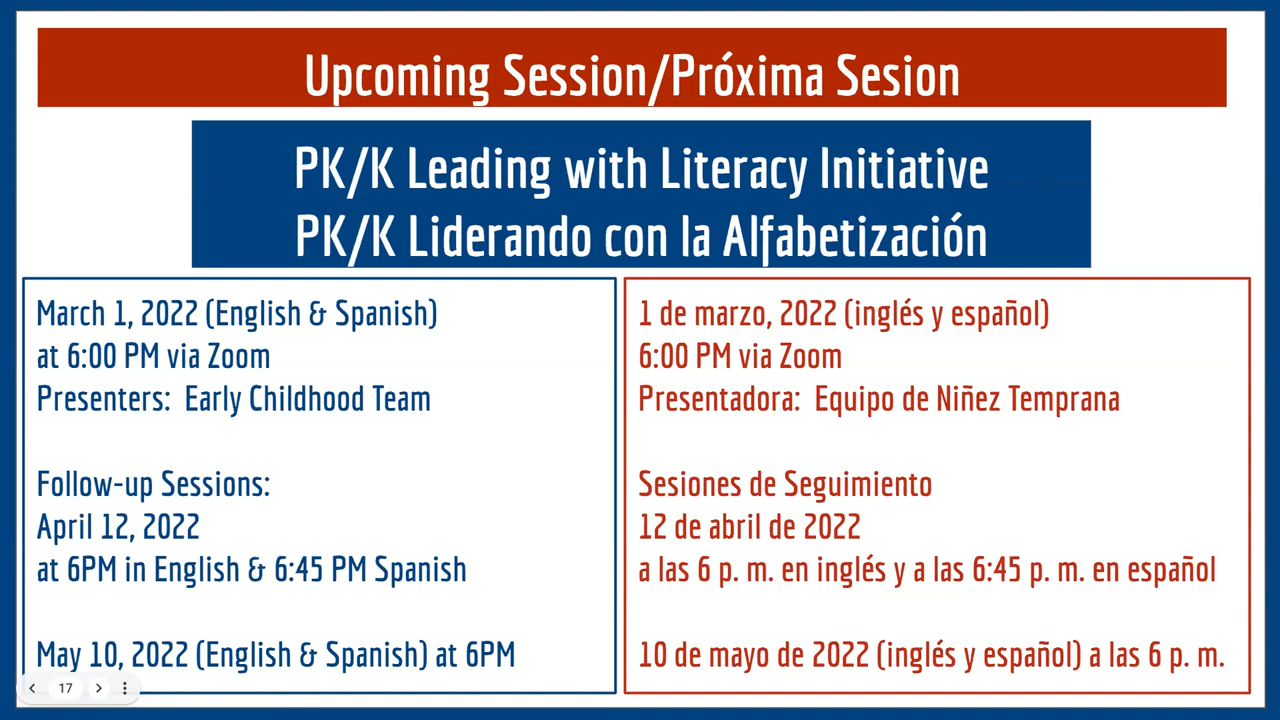 Upcoming Session/Próxima Sesion
PK/K Leading with Literacy Initiative
PK/K Liderando con la Alfabetización
March 1, 2022 (English & Spanish)
at 6:00 PM via Zoom
Presenters: Early Childhood Team
Follow-up Sessions:
April 12, 2022
at 6PM in English & 6:45 PM Spanish
May 10, 2022 (English & Spanish) at 6PM
1 de marzo, 2022 (inglés y español)
6:00 PM via Zoom
Presentadora: Equipo de Niñez Temprana
Sesiones de Seguimiento
12 de abril de 2022
a las 6 p. m. en inglés y a las 6:45 p. m. en español
10 de mayo de 2022 (inglés y español) a las 6 p. m.
17